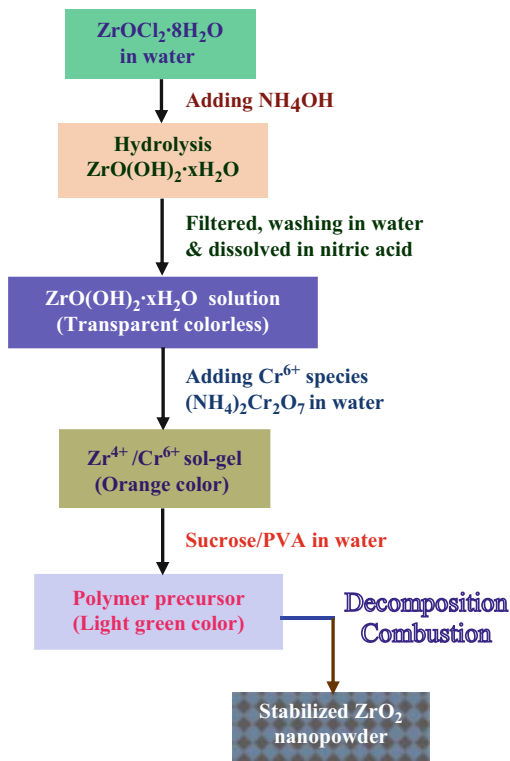 ZrOCl₂·8H₂O
in water
Adding NH₄OH
Hydrolysis
ZrO(OH)₂·xH₂O
Filtered, washing in water
& dissolved in nitric acid
ZrO(OH)₂·xH₂O solution
(Transparent colorless)
Adding Cr⁶⁺ species
(NH₄)₂Cr₂O₇ in water
Zr⁴⁺ /Cr⁶⁺ sol-gel
(Orange color)
Sucrose/PVA in water
Polymer precursor
(Light green color)
Decomposition
Combustion
Stabilized ZrO₂
nanopowder